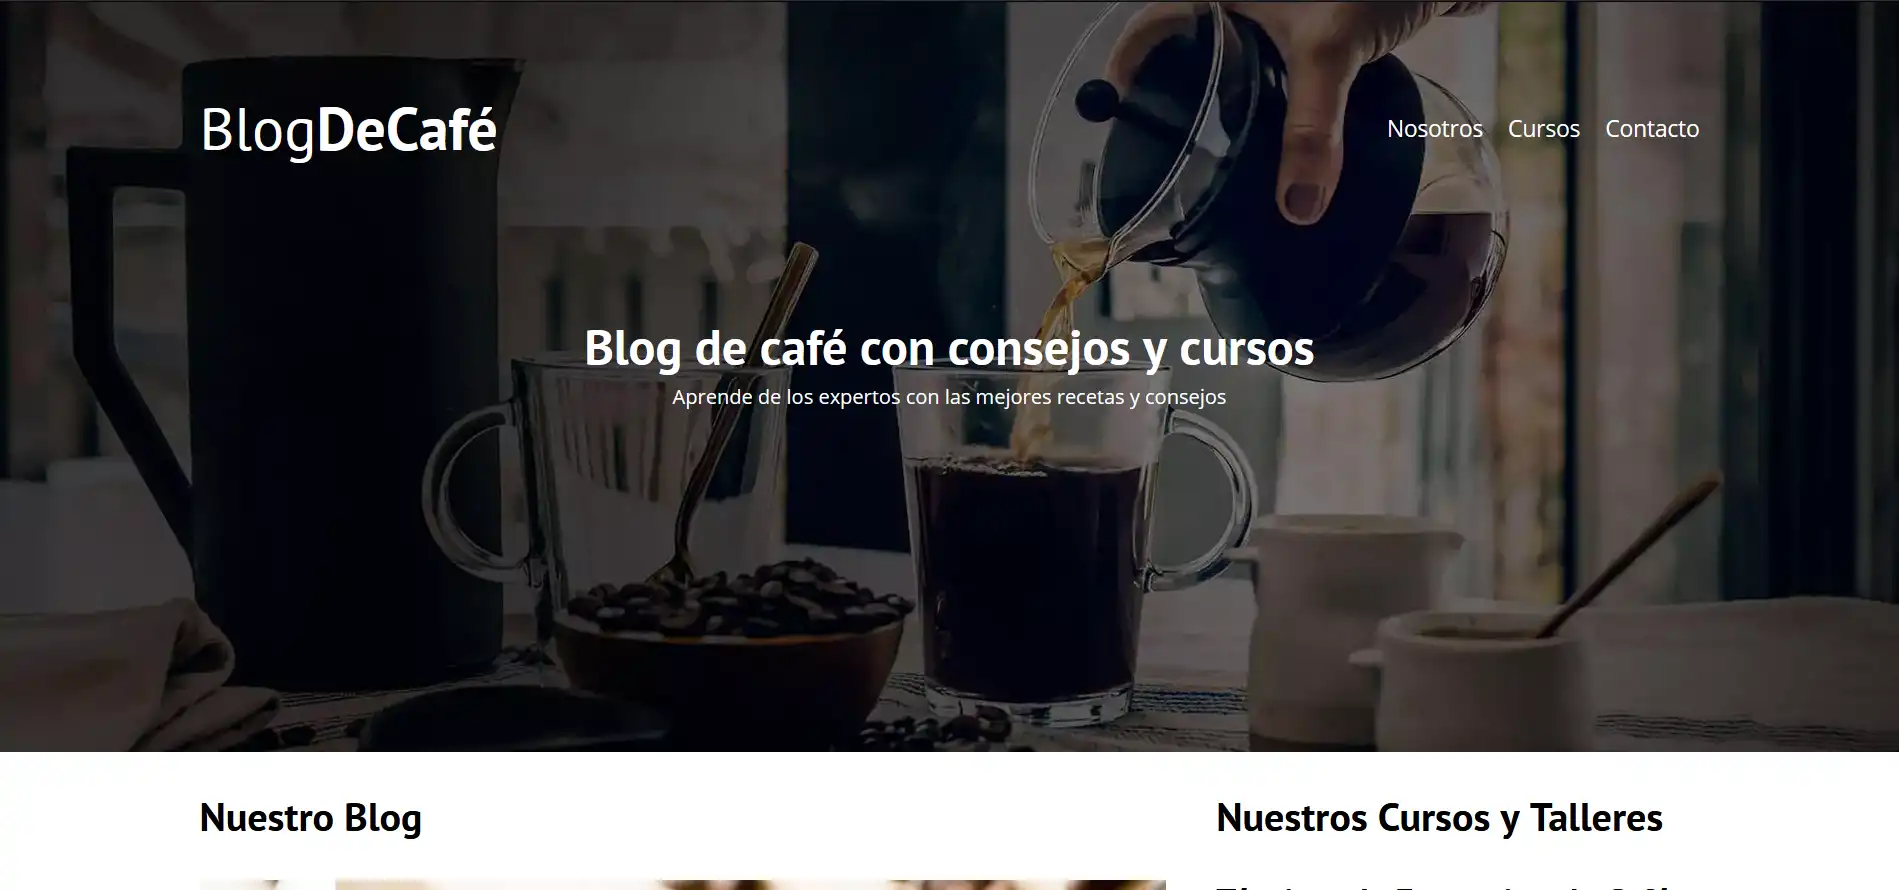 BlogDeCafé
Nosotros Cursos Contacto
Blog de café con consejos y cursos
Aprende de los expertos con las mejores recetas y consejos
Nuestro Blog
Nuestros Cursos y Talleres